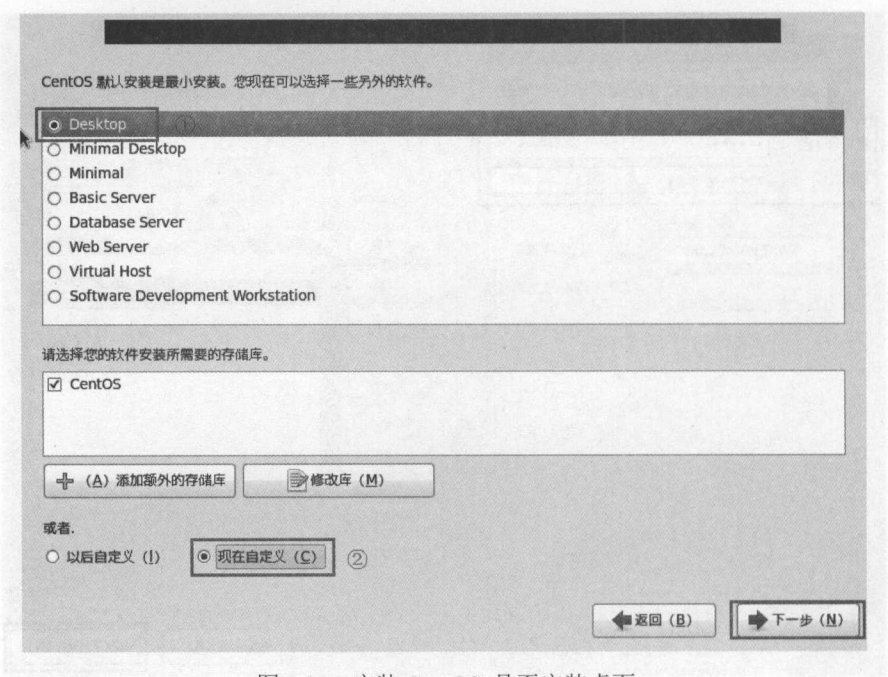 CentOS 默认安装是最小安装。您现在可以选择一些另外的软件。
Desktop ①
Minimal Desktop
Minimal
Basic Server
Database Server
Web Server
Virtual Host
Software Development Workstation
请选择您的软件安装所需要的存储库。
CentOS
(A) 添加额外的存储库 修改库 (M)
或者.
以后自定义 (l) 现在自定义 (C) ②
返回 (B) 下一步 (N)